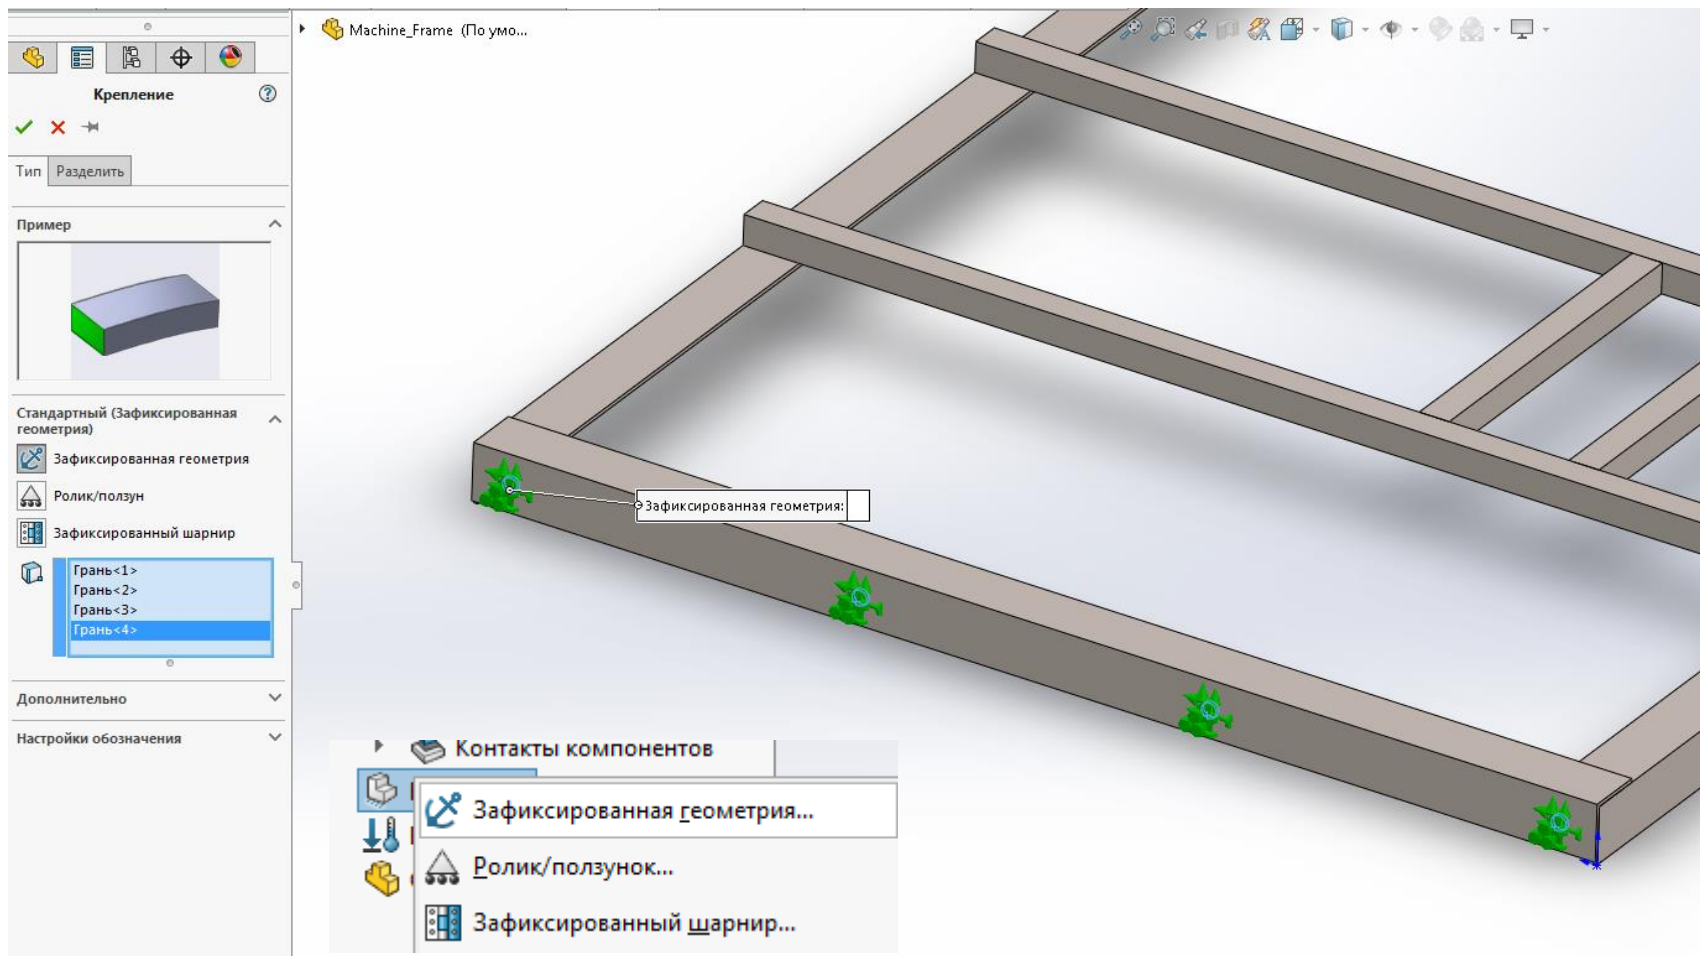 Machine_Frame (По умо...
Крепление
Тип
Разделить
Пример
Стандартный (Зафиксированная
геометрия)
Зафиксированная геометрия
Ролик/ползун
Зафиксированный шарнир
Грань<1>
Грань<2>
Грань<3>
Грань<4>
Дополнительно
Настройки обозначения
Зафиксированная геометрия:
Контакты компонентов
Зафиксированная геометрия...
Ролик/ползунок...
Зафиксированный шарнир...